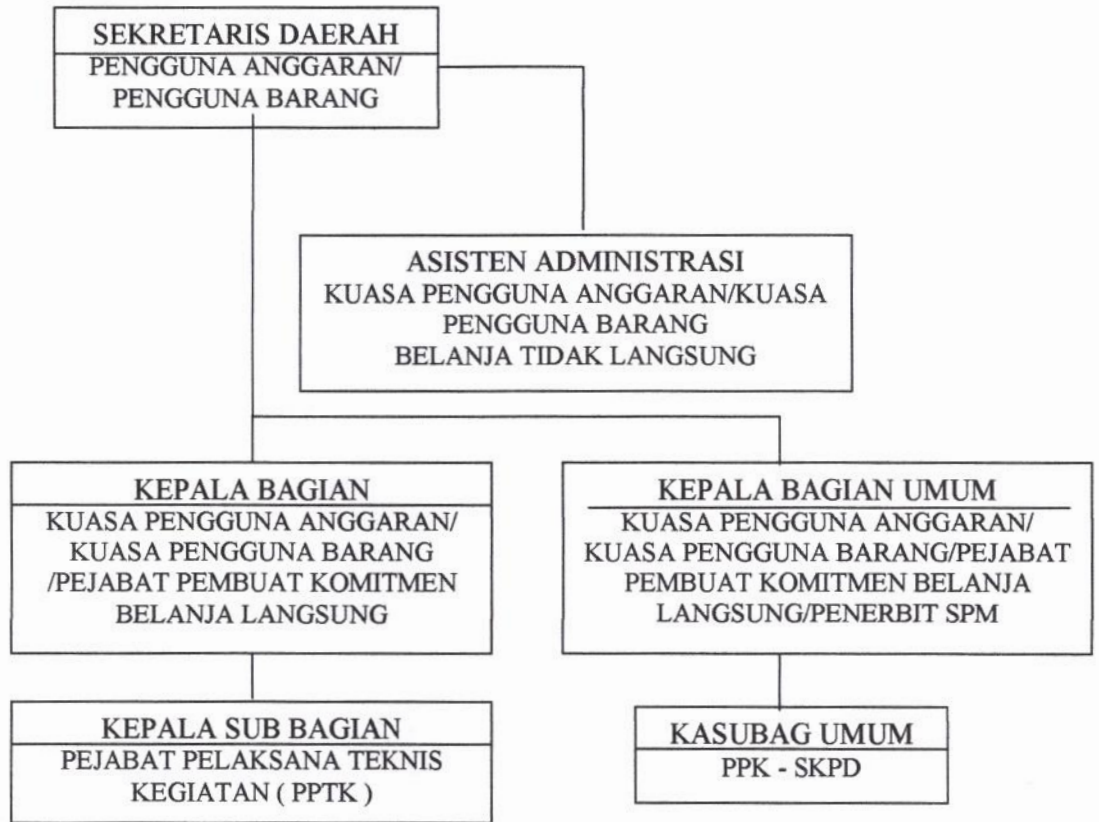 SEKRETARIS DAERAH
PENGGUNA ANGGARAN/
PENGGUNA BARANG
ASISTEN ADMINISTRASI
KUASA PENGGUNA ANGGARAN/KUASA
PENGGUNA BARANG
BELANJA TIDAK LANGSUNG
KEPALA BAGIAN
KUASA PENGGUNA ANGGARAN/
KUASA PENGGUNA BARANG
/PEJABAT PEMBUAT KOMITMEN
BELANJA LANGSUNG
KEPALA BAGIAN UMUM
KUASA PENGGUNA ANGGARAN/
KUASA PENGGUNA BARANG/PEJABAT
PEMBUAT KOMITMEN BELANJA
LANGSUNG/PENERBIT SPM
KEPALA SUB BAGIAN
PEJABAT PELAKSANA TEKNIS
KEGIATAN ( PPTK )
KASUBAG UMUM
PPK - SKPD